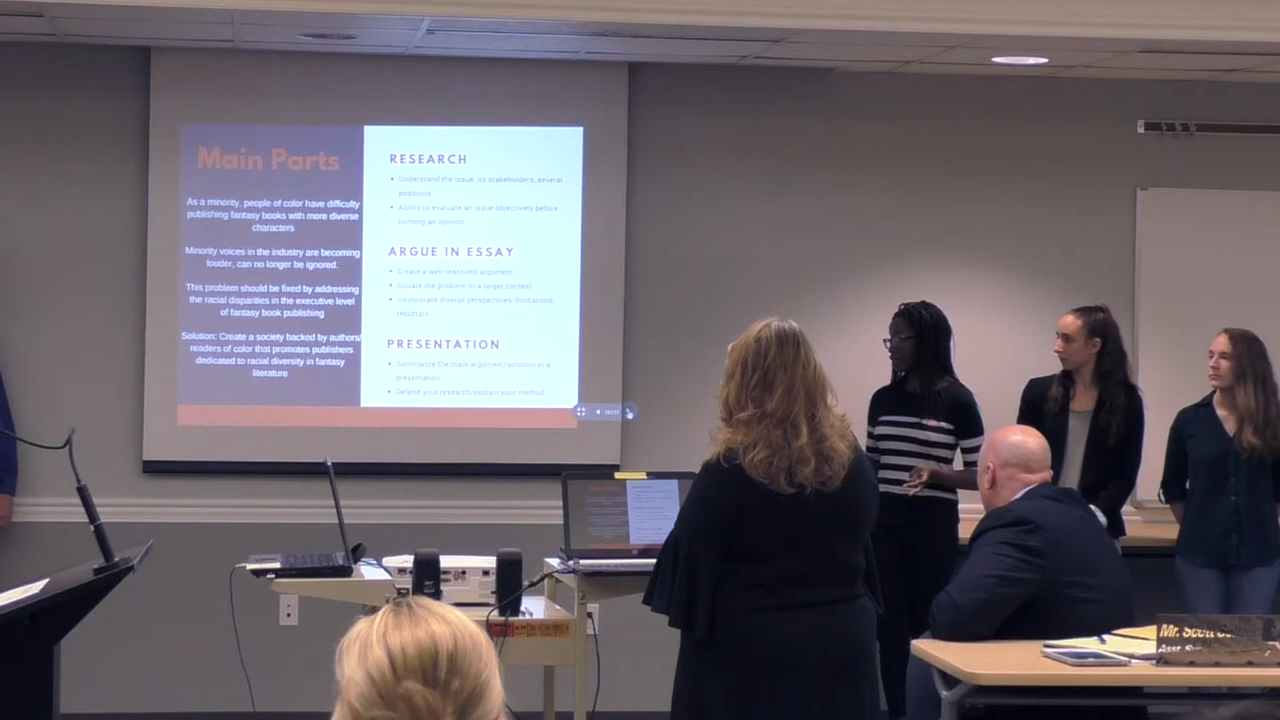 Main Parts
As a minority, people of color have difficulty
publishing fantasy books with more diverse
characters
Minority voices in the industry are becoming
louder, can no longer be ignored.
This problem should be fixed by addressing
the racial disparities in the executive level
of fantasy book publishing
Solution: Create a society backed by authors/
readers of color that promotes publishers
dedicated to racial diversity in fantasy
literature
RESEARCH
• Understand the issue, its stakeholders, several
positions
• Ability to evaluate an issue objectively before
forming an opinion
ARGUE IN ESSAY
• Create a well-reasoned argument
• Situate the problem in a larger context
• Incorporate diverse perspectives, limitations,
rebuttals
PRESENTATION
• Summarize the main argument/solution in a
presentation
• Defend your research/explain your method
Mr. Scott